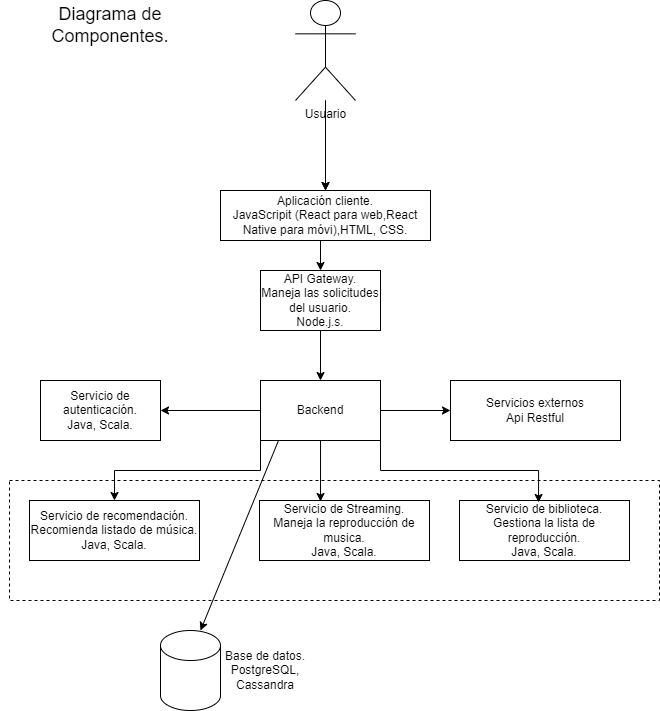 Diagrama de
Componentes.
Usuario
Aplicación cliente.
JavaScripit (React para web,React
Native para móvi),HTML, CSS.
API Gateway.
Maneja las solicitudes
del usuario.
Node.j.s.
Servicio de
autenticación.
Java, Scala.
Backend
Servicios externos
Api Restful
Servicio de recomendación.
Recomienda listado de música.
Java, Scala.
Servicio de Streaming.
Maneja la reproducción de
musica.
Java, Scala.
Servicio de biblioteca.
Gestiona la lista de
reproducción.
Java, Scala.
Base de datos.
PostgreSQL,
Cassandra